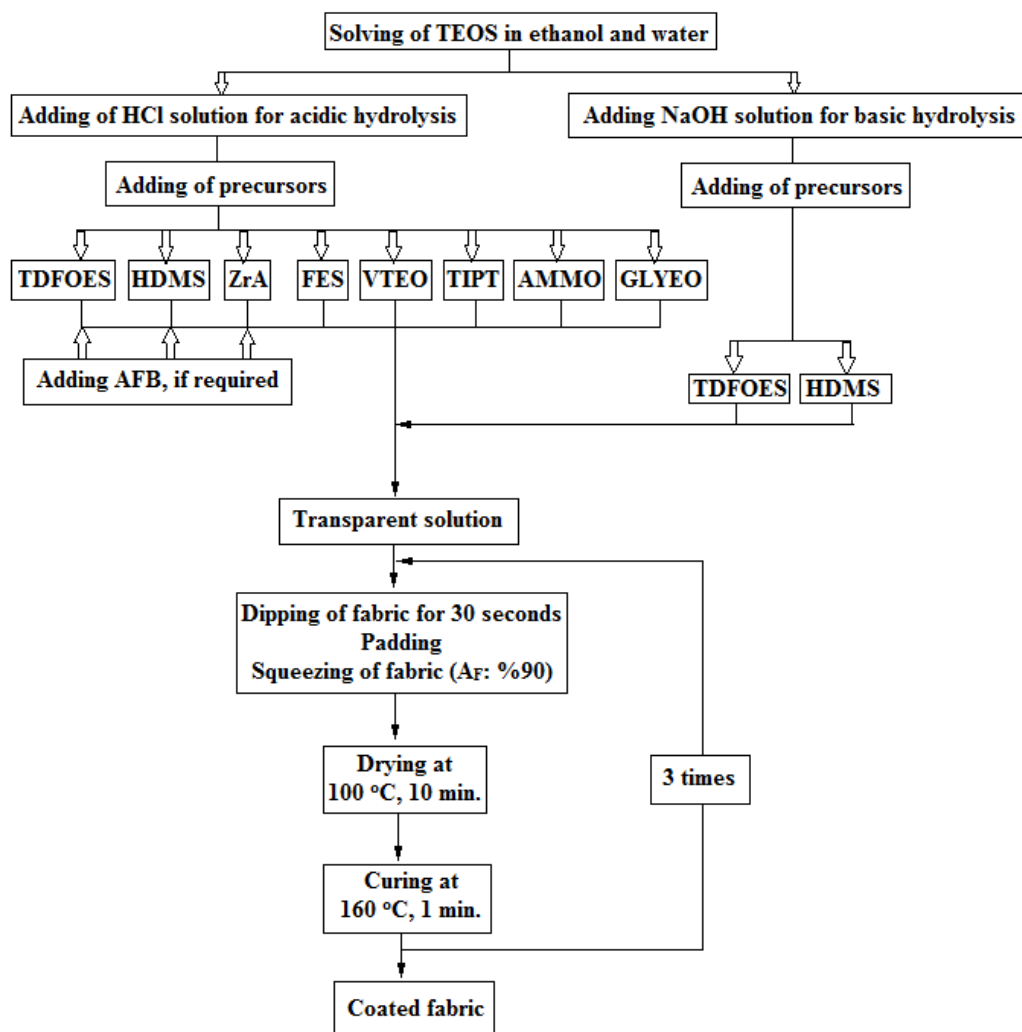 Solving of TEOS in ethanol and water
Adding of HCl solution for acidic hydrolysis
Adding NaOH solution for basic hydrolysis
Adding of precursors
Adding of precursors
TDFOES
HDMS
ZrA
FES
VTEO
TIPT
AMMO
GLYEO
Adding AFB, if required
TDFOES
HDMS
Transparent solution
Dipping of fabric for 30 seconds
Padding
Squeezing of fabric (AF: %90)
Drying at
100 °C, 10 min.
3 times
Curing at
160 °C, 1 min.
Coated fabric